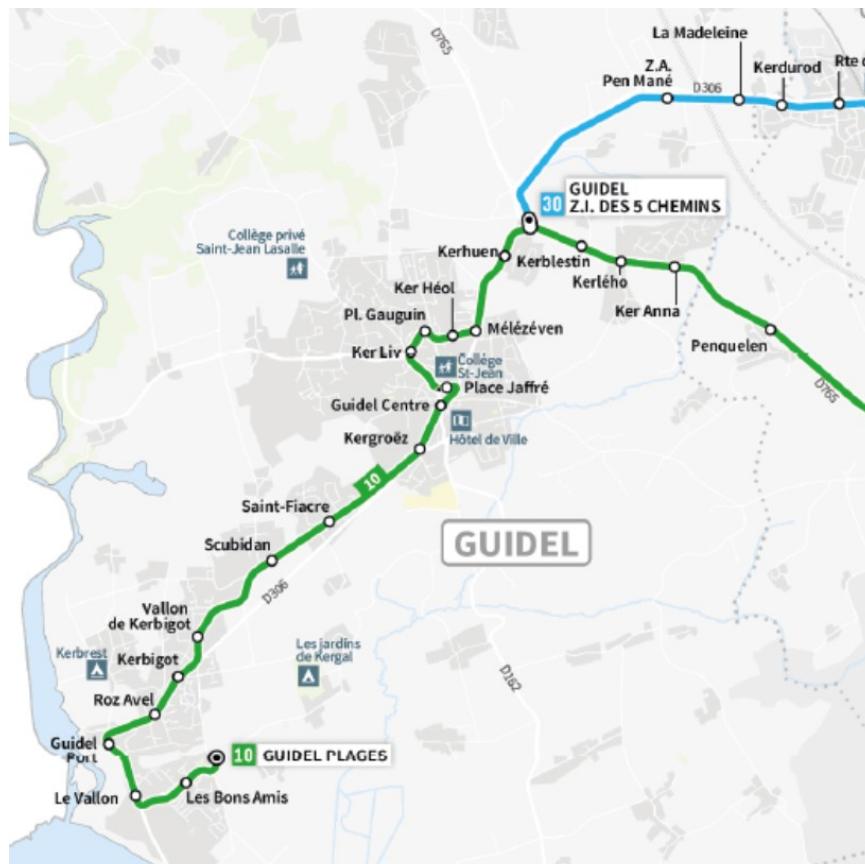 La Madeleine
D765
Z.A.
Pen Mané
D306
Kerdurod
Rte d
30
GUIDEL
Z.I. DES 5 CHEMINS
Collège privé
Saint-Jean Lasalle
Kerhuen
Kerblestin
Kerlého
Ker Anna
Ker Héol
Pl. Gauguin
Mélézéven
Penquelen
Ker Liv
Collège
St-Jean
Place Jaffré
D765
Guidel Centre
Kergroëz
Hôtel de Ville
10
Saint-Fiacre
GUIDEL
Scubidan
D306
Vallon
de Kerbigot
Kerbrest
Kerbigot
Les jardins
de Kergal
D162
Roz Avel
Guidel
Port
10 GUIDEL PLAGES
Le Vallon
Les Bons Amis